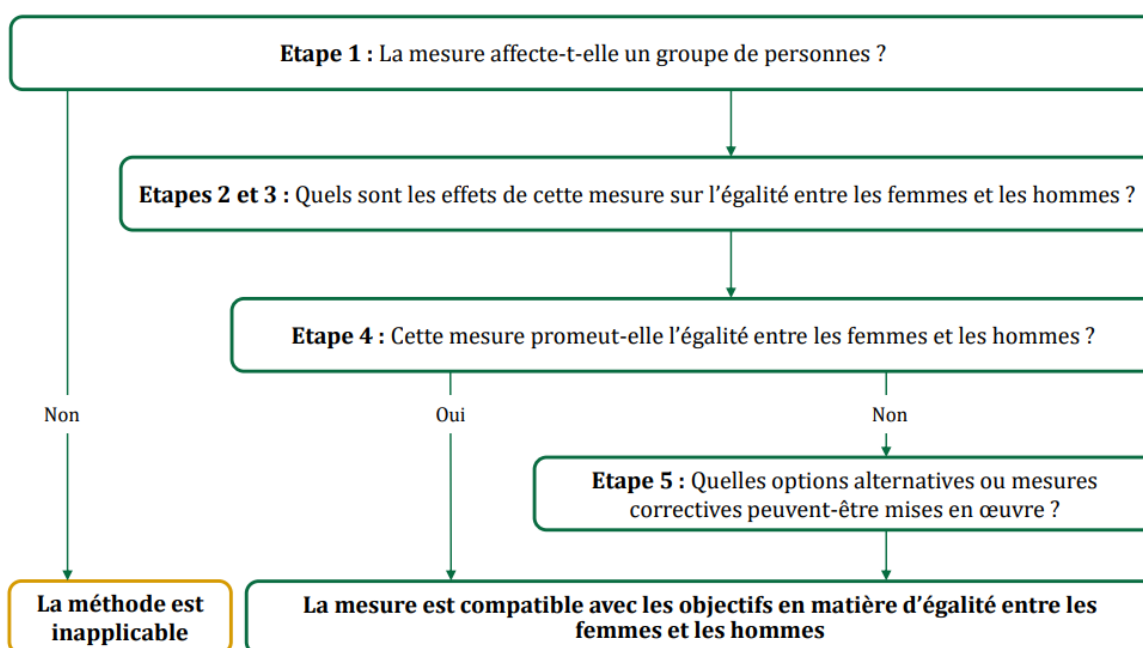 Etape 1 : La mesure affecte-t-elle un groupe de personnes ?
Etapes 2 et 3 : Quels sont les effets de cette mesure sur l’égalité entre les femmes et les hommes ?
Etape 4 : Cette mesure promeut-elle l’égalité entre les femmes et les hommes ?
Non
Oui
Non
Etape 5 : Quelles options alternatives ou mesures
correctives peuvent-être mises en œuvre ?
La méthode est
inapplicable
La mesure est compatible avec les objectifs en matière d’égalité entre les
femmes et les hommes